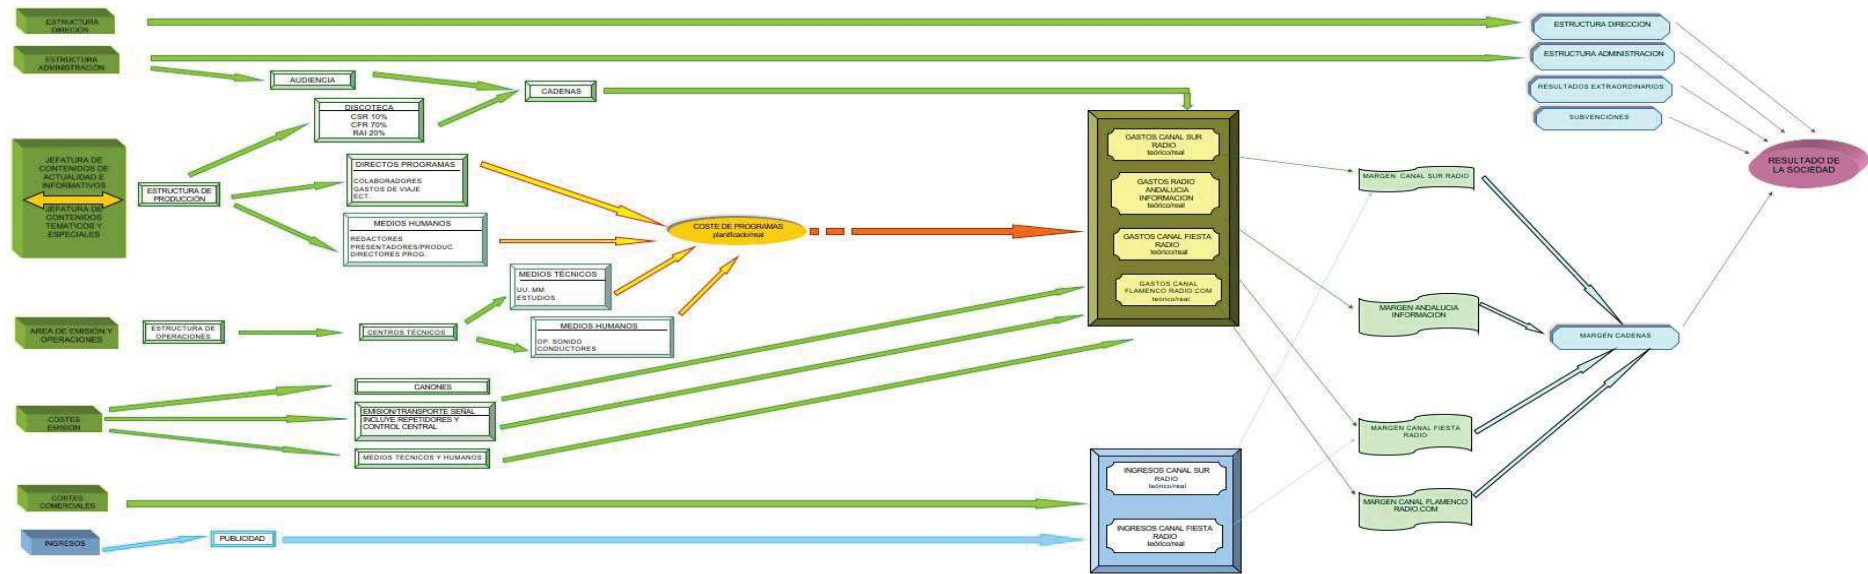 ESTRUCTURA
DIRECIÓN
ESTRUCTURA
ADMINISTRACIÓN
AUDIENCIA
DISCOTECA
CSR 10%
CFR 70%
RAI 20%
CADENAS
JEFATURA DE
CONTENIDOS DE
ACTUALIDAD E
INFORMATIVOS
JEFATURA DE
CONTENIDOS
TEMATICOS Y
ESPECIALES
ESTRUCTURA DE
PRODUCCIÓN
DIRECTOS PROGRAMAS
COLABORADORES
GASTOS DE VIAJE
ECT.
MEDIOS HUMANOS
REDACTORES
PRESENTADORES/PRODUC.
DIRECTORES PROG.
COSTE DE PROGRAMAS
planificado/real
AREA DE EMISIÓN Y
OPERACIONES
ESTRUCTURA DE
OPERACIONES
CENTROS TÉCNICOS
MEDIOS TÉCNICOS
UU. MM
ESTUDIOS
MEDIOS HUMANOS
OP. SONIDO
CONDUCTORES
COSTES
EMISIÓN
CANONES
EMISION/TRANSPORTE SEÑAL
INCLUYE REPETIDORES Y
CONTROL CENTRAL
MEDIOS TECNICOS Y HUMANOS
COSTES
COMERCIALES
INGRESOS
PUBLICIDAD
GASTOS CANAL SUR
RADIO
teórico/real
GASTOS RADIO
ANDALUCIA
INFORMACION
teórico/real
GASTOS CANAL FIESTA
RADIO
teórico/real
GASTOS CANAL
FLAMENCO RADIO.COM
teórico/real
INGRESOS CANAL SUR
RADIO
teórico/real
INGRESOS CANAL FIESTA
RADIO
teórico/real
MARGEN CANAL SUR RADIO
MARGEN ANDALUCIA
INFORMACION
MARGEN CANAL FIESTA
RADIO
MARGEN CANAL FLAMENCO
RADIO.COM
ESTRUCTURA DIRECCION
ESTRUCTURA ADMINISTRACION
RESULTADOS EXTRAORDINARIOS
SUBVENCIONES
MARGEN CADENAS
RESULTADO DE
LA SOCIEDAD